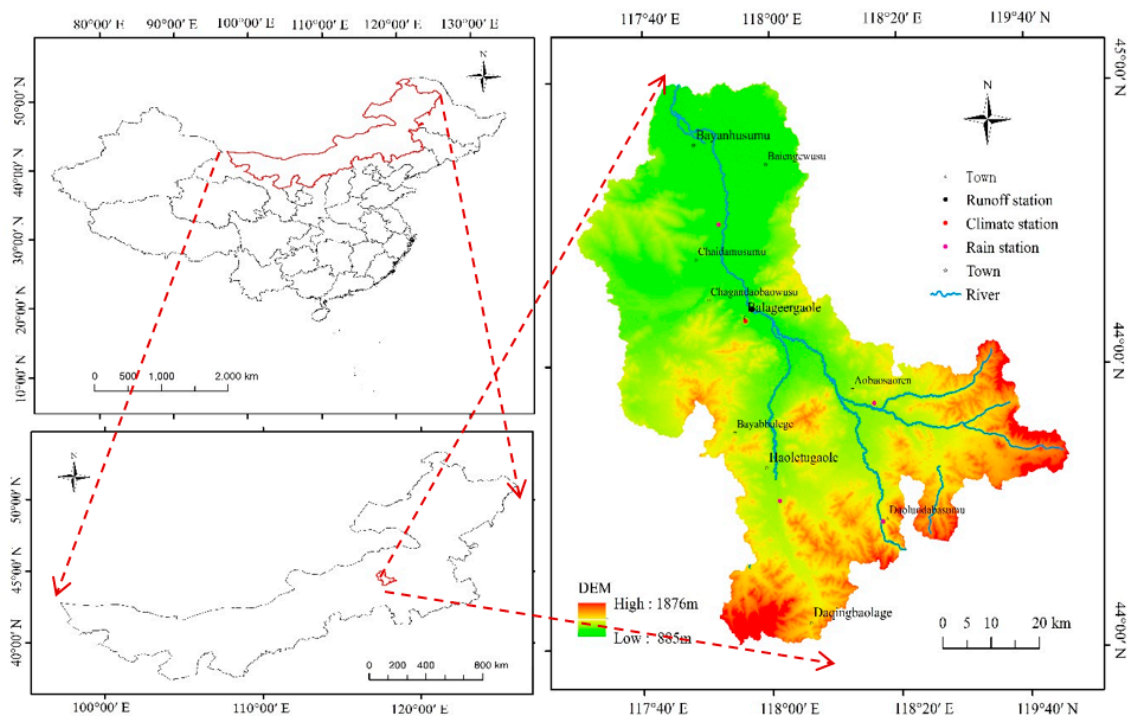 80°00′ E 90°00′ E 100°00′ E 110°00′ E 120°00′ E 130°00′ E
N
50°00′ N
40°00′ N
30°00′ N
20°00′ N
10°00′ N
0 500 1,000 2,000 km
N
50°00′ N
45°00′ N
40°00′ N
0 200 400 800 km
100°00′ E 110°00′ E 120°00′ E
117°40′ E 118°00′ E 118°20′ E 119°40′ N
45°00′ N
44°00′ N
44°00′ N
N
Town
Runoff station
Climate station
Rain station
Town
River
Bayanhusumu
Baiengewusu
Chaidamusumu
Chagandaobaowusu
Balageergaole
Aobaosaoren
Bayabhulege
Haoletugaole
Daoluodabasumu
Daqingbaolage
DEM
High : 1876m
Low : 885m
0 5 10 20 km
117°40′ E 118°00′ E 118°20′ E 119°40′ E